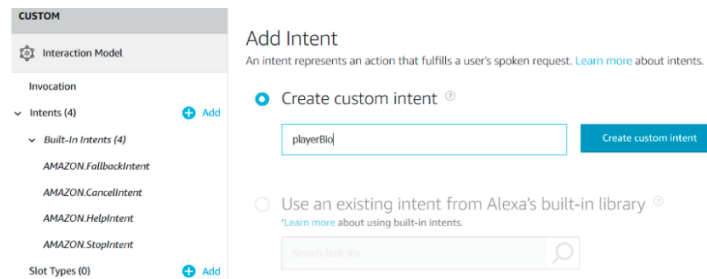 CUSTOM
Interaction Model
Invocation
Intents (4)
Add
Built-In Intents (4)
AMAZON.FallbackIntent
AMAZON.CancelIntent
AMAZON.HelpIntent
AMAZON.StopIntent
Slot Types (0)
Add
Add Intent
An intent represents an action that fulfills a user's spoken request. Learn more about intents.
Create custom intent ?
playerBio
Create custom intent
Use an existing intent from Alexa's built-in library ?
*Learn more about using built-in intents.
Search built-ins